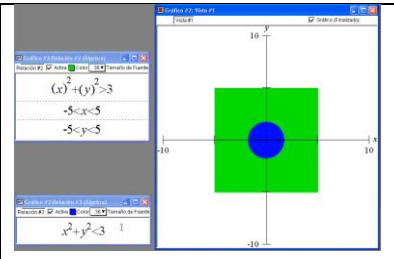 Gráfico #2: Relación #2 (Álgebra)
Relación #2 Activa Color 36 Tamaño de Fuente
(x)²+(y)²>3
-5<x<5
-5<y<5
Gráfico #2: Relación #3 (Álgebra)
Relación #3 Activa Color 36 Tamaño de Fuente
x²+y²<3
Gráfico #2: Vista #1
Vista #1
y
10
-10
10
x
-10